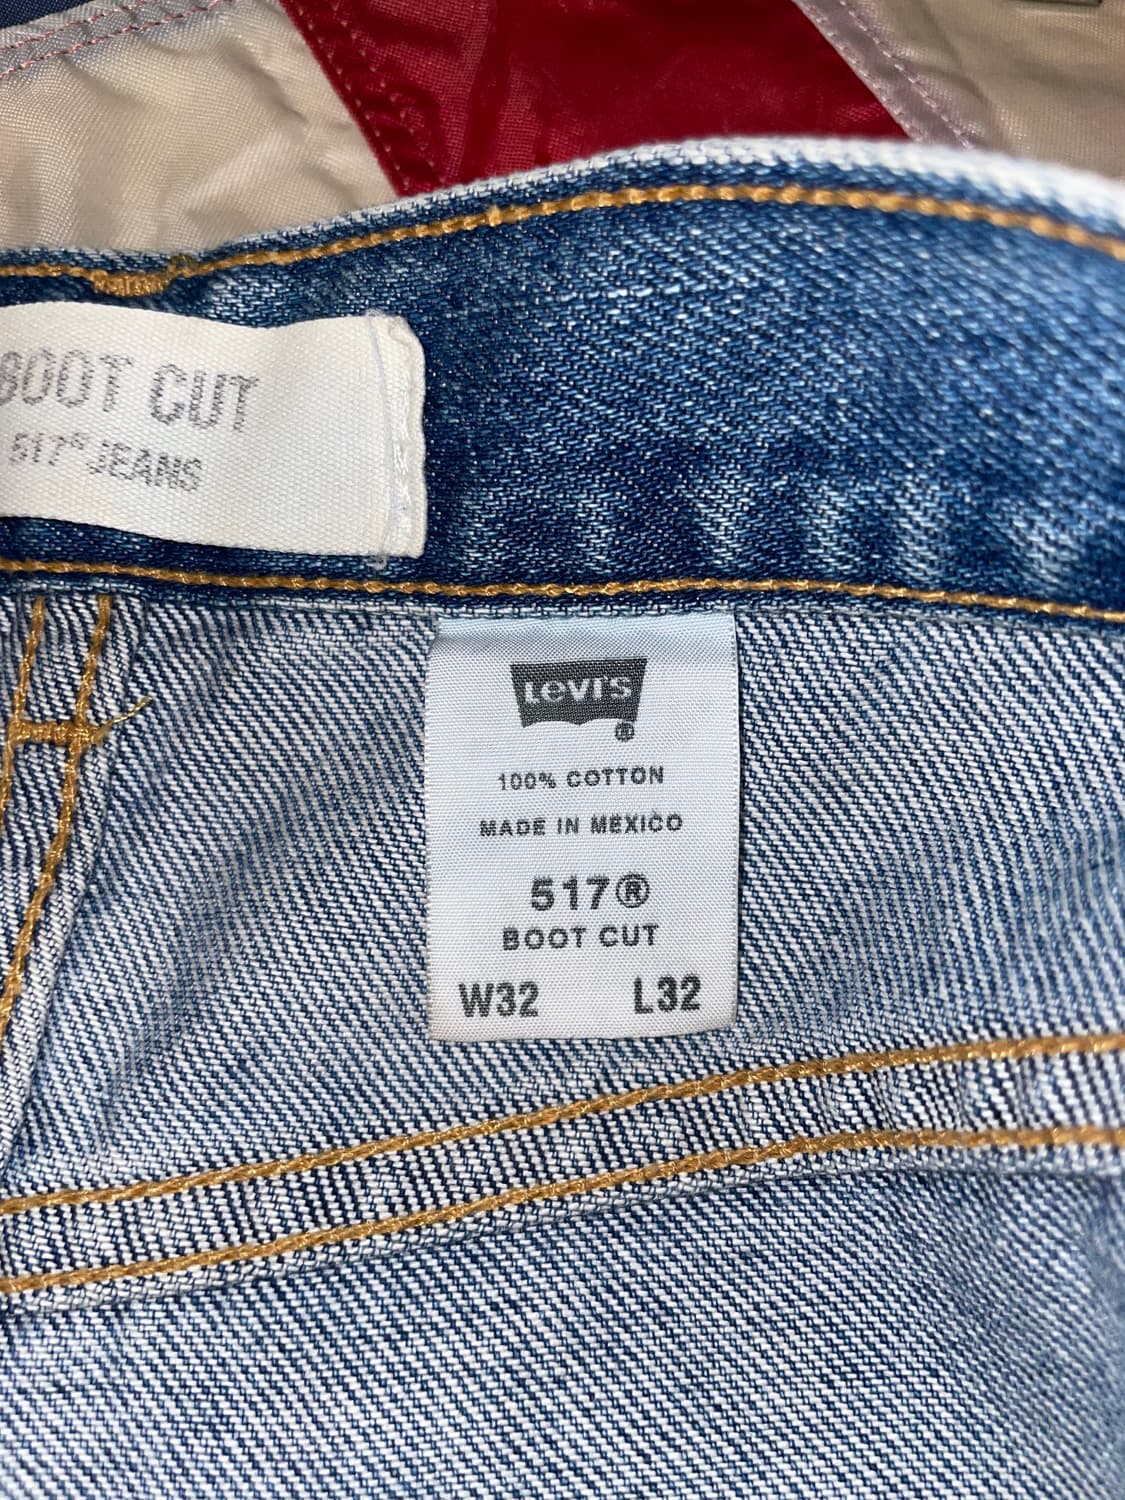 BOOT CUT
517® JEANS
Levi's
®
100% COTTON
MADE IN MEXICO
517®
BOOT CUT
W32 L32